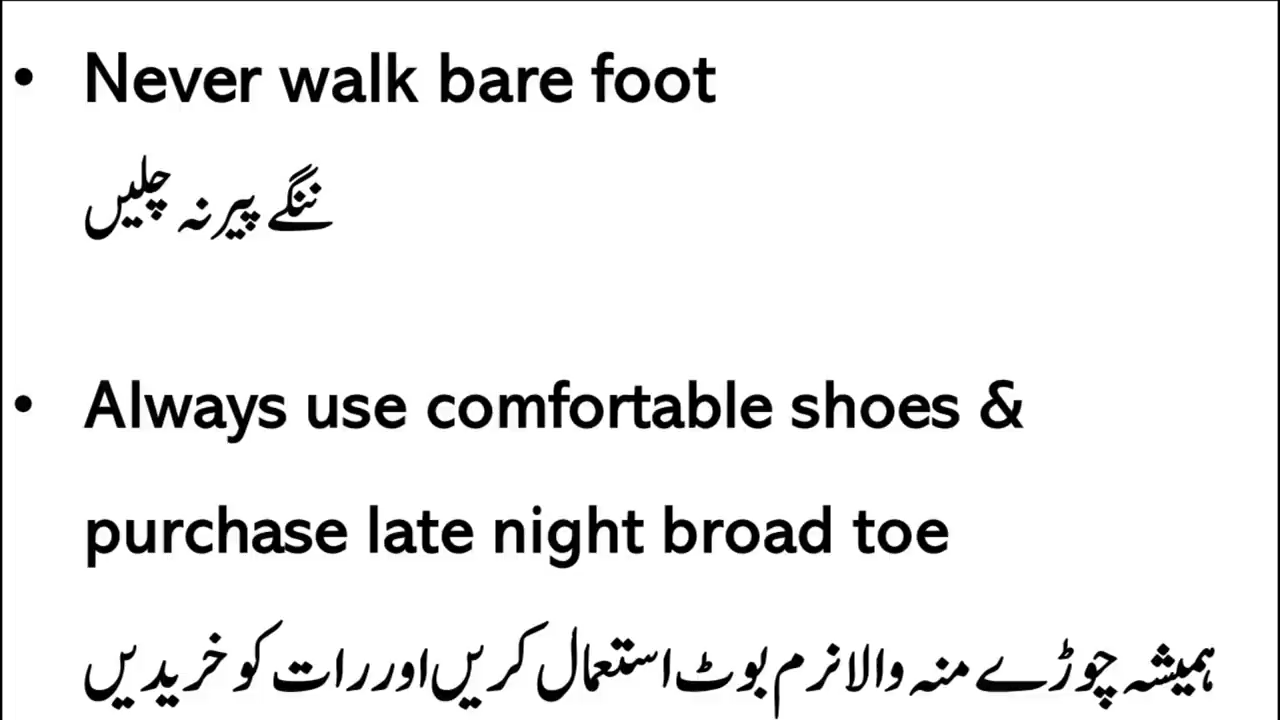 • Never walk bare foot
ننگے پیر نہ چلیں
• Always use comfortable shoes &
purchase late night broad toe
ہمیشہ چوڑے منہ والا نرم بوٹ استعمال کریں اور رات کو خریدیں